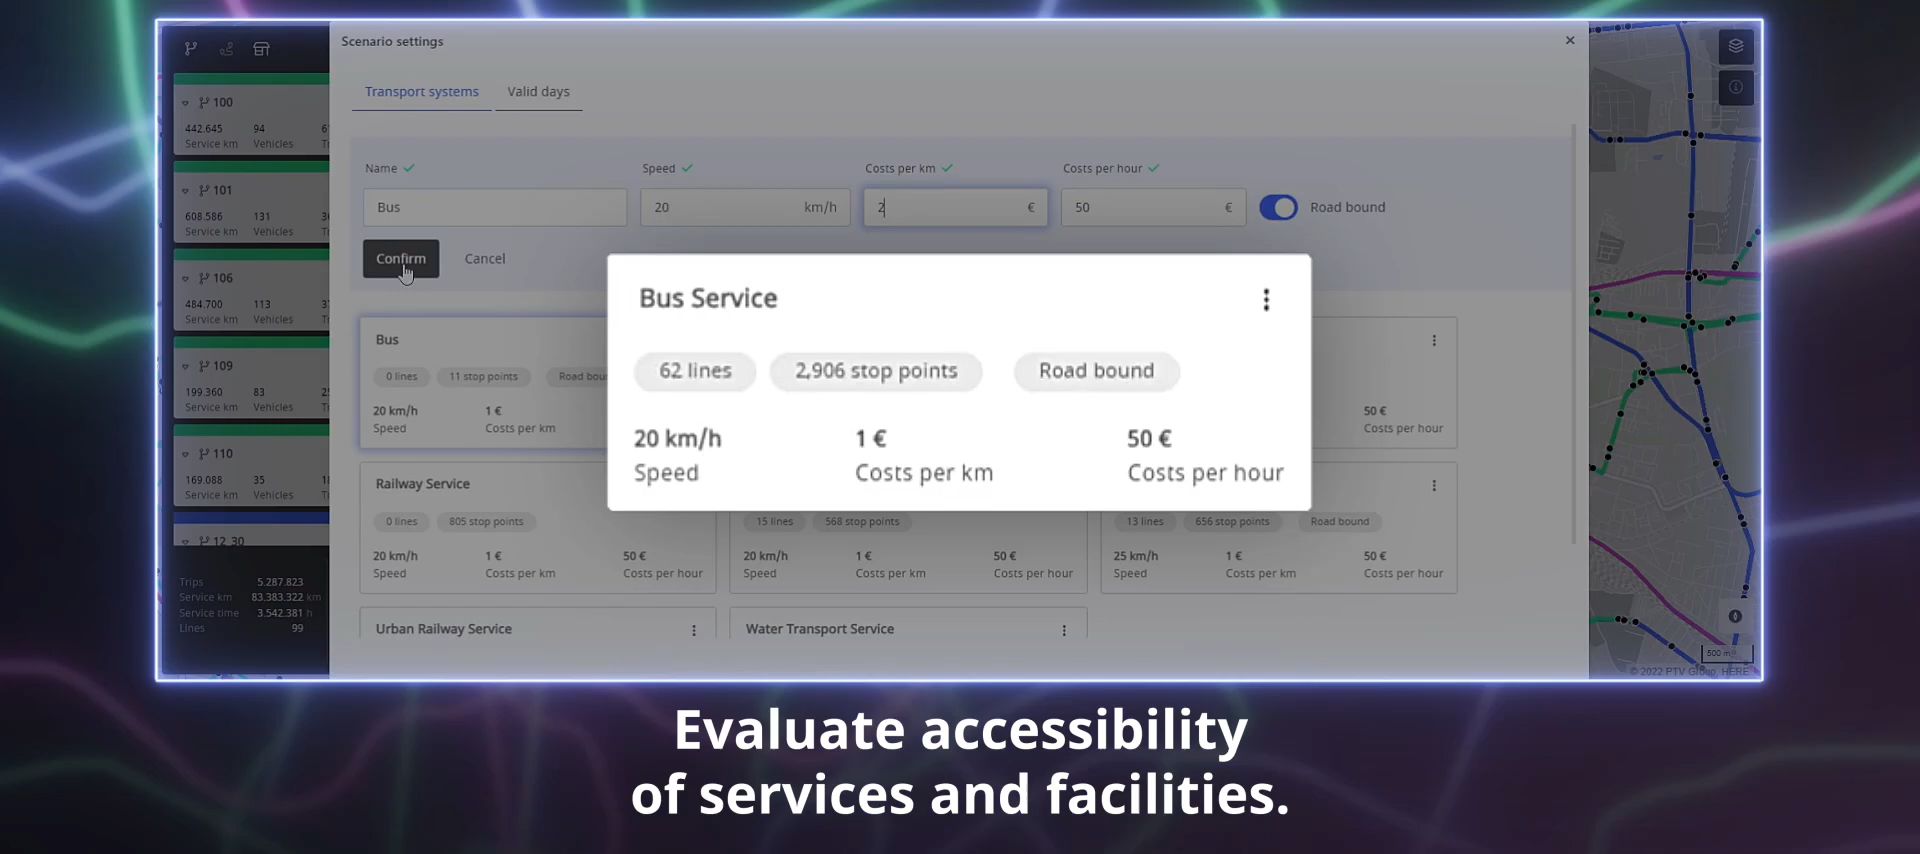 Scenario settings
Transport systems
Valid days
Name
Speed
Costs per km
Costs per hour
Bus
20 km/h
2 €
50 €
Road bound
Confirm
Cancel
100
442.645 94
Service km Vehicles
101
608.586 131
Service km Vehicles
106
484.700 113
Service km Vehicles
109
199.360 83
Service km Vehicles
110
169.088 35
Service km Vehicles
12_30
Trips 5.287.823
Service km 83.383.322 km
Service time 3.542.381 h
Lines 99
Bus
0 lines 11 stop points
20 km/h 1 €
Speed Costs per km
Bus Service
62 lines 2,906 stop points Road bound
20 km/h 1 € 50 €
Speed Costs per km Costs per hour
50 €
Costs per hour
Railway Service
0 lines 805 stop points
20 km/h 1 € 50 €
Speed Costs per km Costs per hour
15 lines 568 stop points
20 km/h 1 € 50 €
Speed Costs per km Costs per hour
13 lines 656 stop points Road bound
25 km/h 1 € 50 €
Speed Costs per km Costs per hour
Urban Railway Service
Water Transport Service
500 m
© 2022 PTV Group, HERE
Evaluate accessibility
of services and facilities.